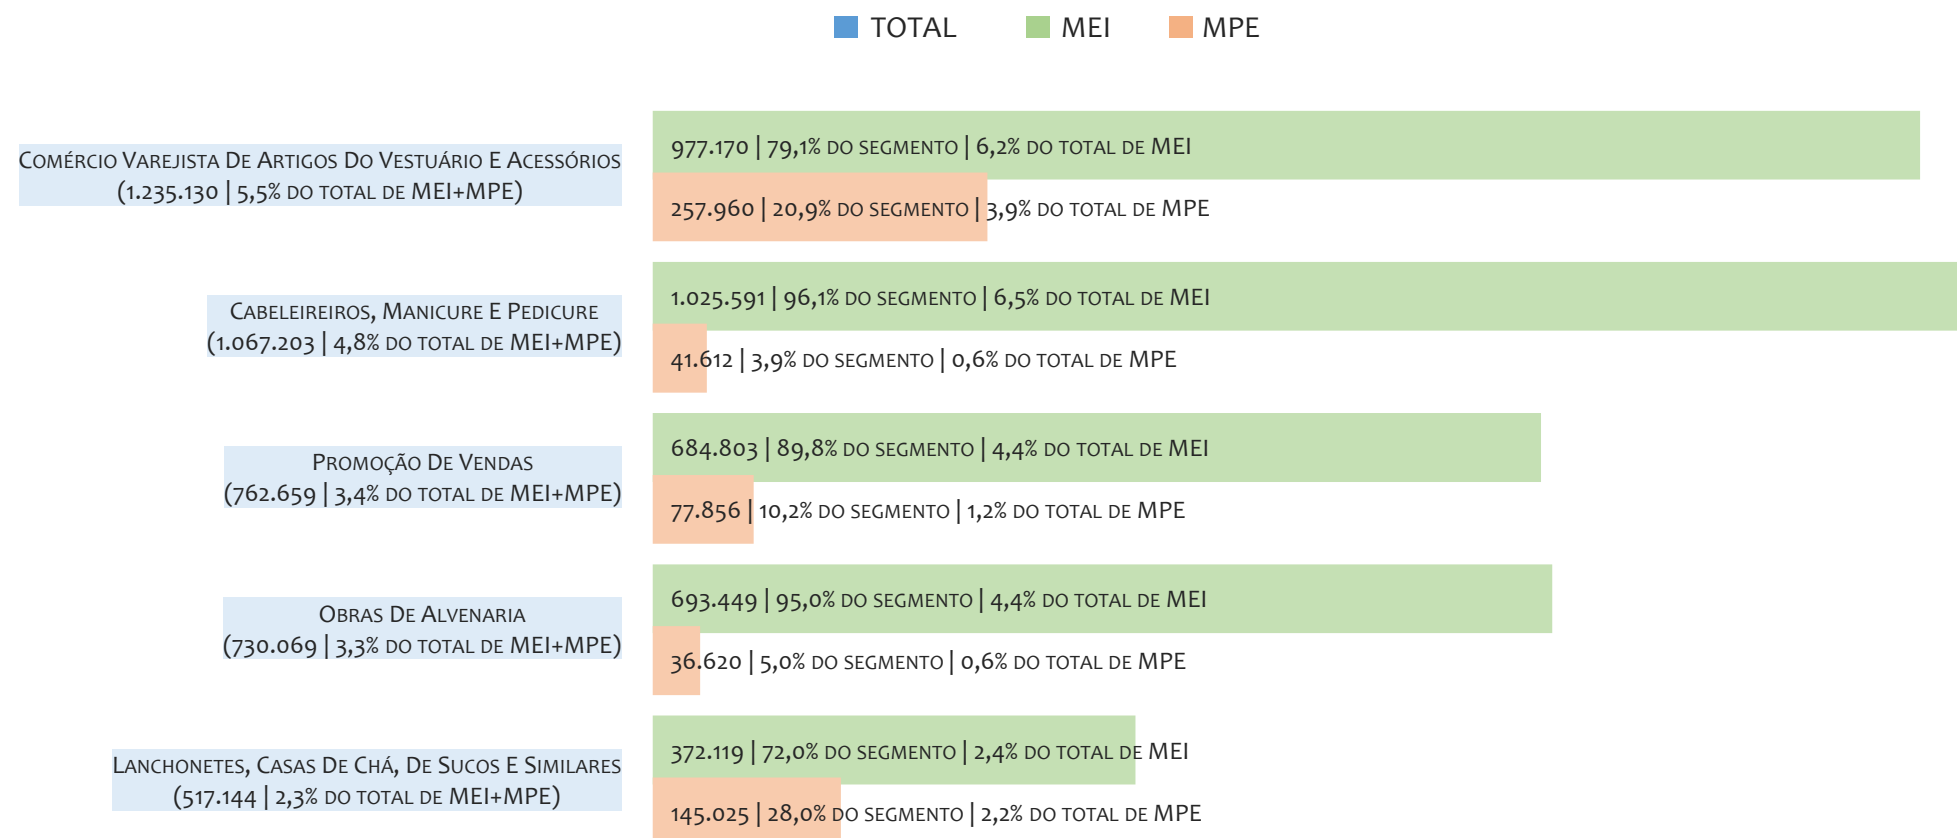 TOTAL MEI MPE
Comércio Varejista De Artigos Do Vestuário E Acessórios
(1.235.130 | 5,5% do total de MEI+MPE)
977.170 | 79,1% do segmento | 6,2% do total de MEI
257.960 | 20,9% do segmento | 3,9% do total de MPE
Cabeleireiros, Manicure E Pedicure
(1.067.203 | 4,8% do total de MEI+MPE)
1.025.591 | 96,1% do segmento | 6,5% do total de MEI
41.612 | 3,9% do segmento | 0,6% do total de MPE
Promoção De Vendas
(762.659 | 3,4% do total de MEI+MPE)
684.803 | 89,8% do segmento | 4,4% do total de MEI
77.856 | 10,2% do segmento | 1,2% do total de MPE
Obras De Alvenaria
(730.069 | 3,3% do total de MEI+MPE)
693.449 | 95,0% do segmento | 4,4% do total de MEI
36.620 | 5,0% do segmento | 0,6% do total de MPE
Lanchonetes, Casas De Chá, De Sucos E Similares
(517.144 | 2,3% do total de MEI+MPE)
372.119 | 72,0% do segmento | 2,4% do total de MEI
145.025 | 28,0% do segmento | 2,2% do total de MPE